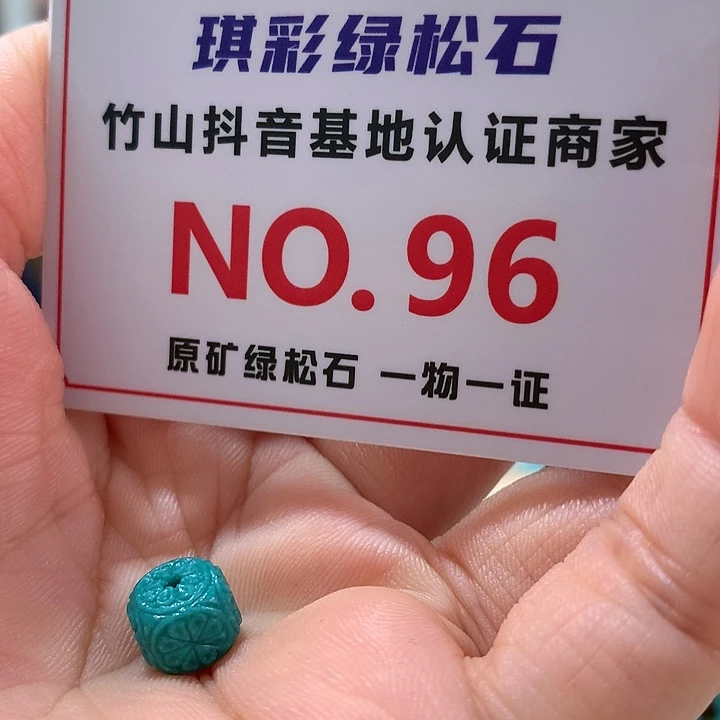 琪彩绿松石
竹山抖音基地认证商家
NO.96
原矿绿松石 一物一证